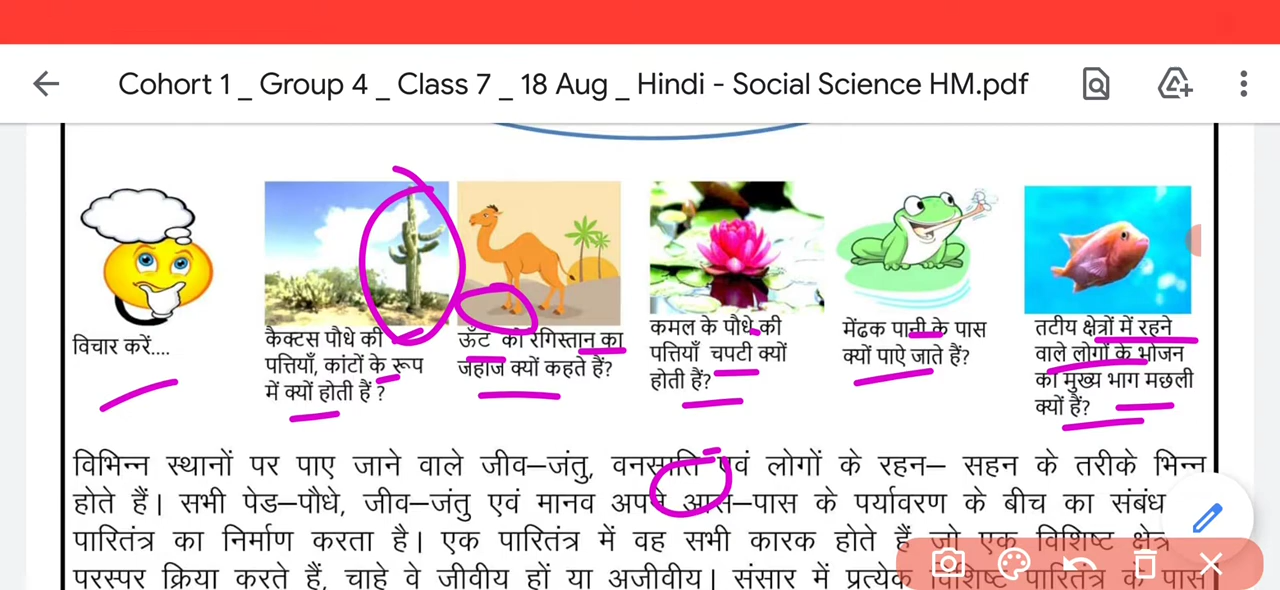 Cohort 1 _ Group 4 _ Class 7 _ 18 Aug _ Hindi - Social Science HM.pdf
विचार करें....
कैक्टस पौधे की
पत्तियाँ, कांटों के रूप
में क्यों होती हैं ?
ऊँट को रेगिस्तान का
जहाज क्यों कहते हैं?
कमल के पौधे की
पत्तियाँ चपटी क्यों
होती हैं?
मेंढक पानी के पास
क्यों पाऐ जाते हैं?
तटीय क्षेत्रों में रहने
वाले लोगों के भोजन
का मुख्य भाग मछली
क्यों हैं?
विभिन्न स्थानों पर पाए जाने वाले जीव–जंतु, वनस्पति एवं लोगों के रहन– सहन के तरीके भिन्न
होते हैं। सभी पेड–पौधे, जीव–जंतु एवं मानव अपने आस–पास के पर्यावरण के बीच का संबंध
पारितंत्र का निर्माण करता है। एक पारितंत्र में वह सभी कारक होते हैं जो एक विशिष्ट क्षेत्र
परस्पर क्रिया करते हैं, चाहे वे जीवीय हों या अजीवीय। संसार में प्रत्येक विशिष्ट पारितंत्र के पास